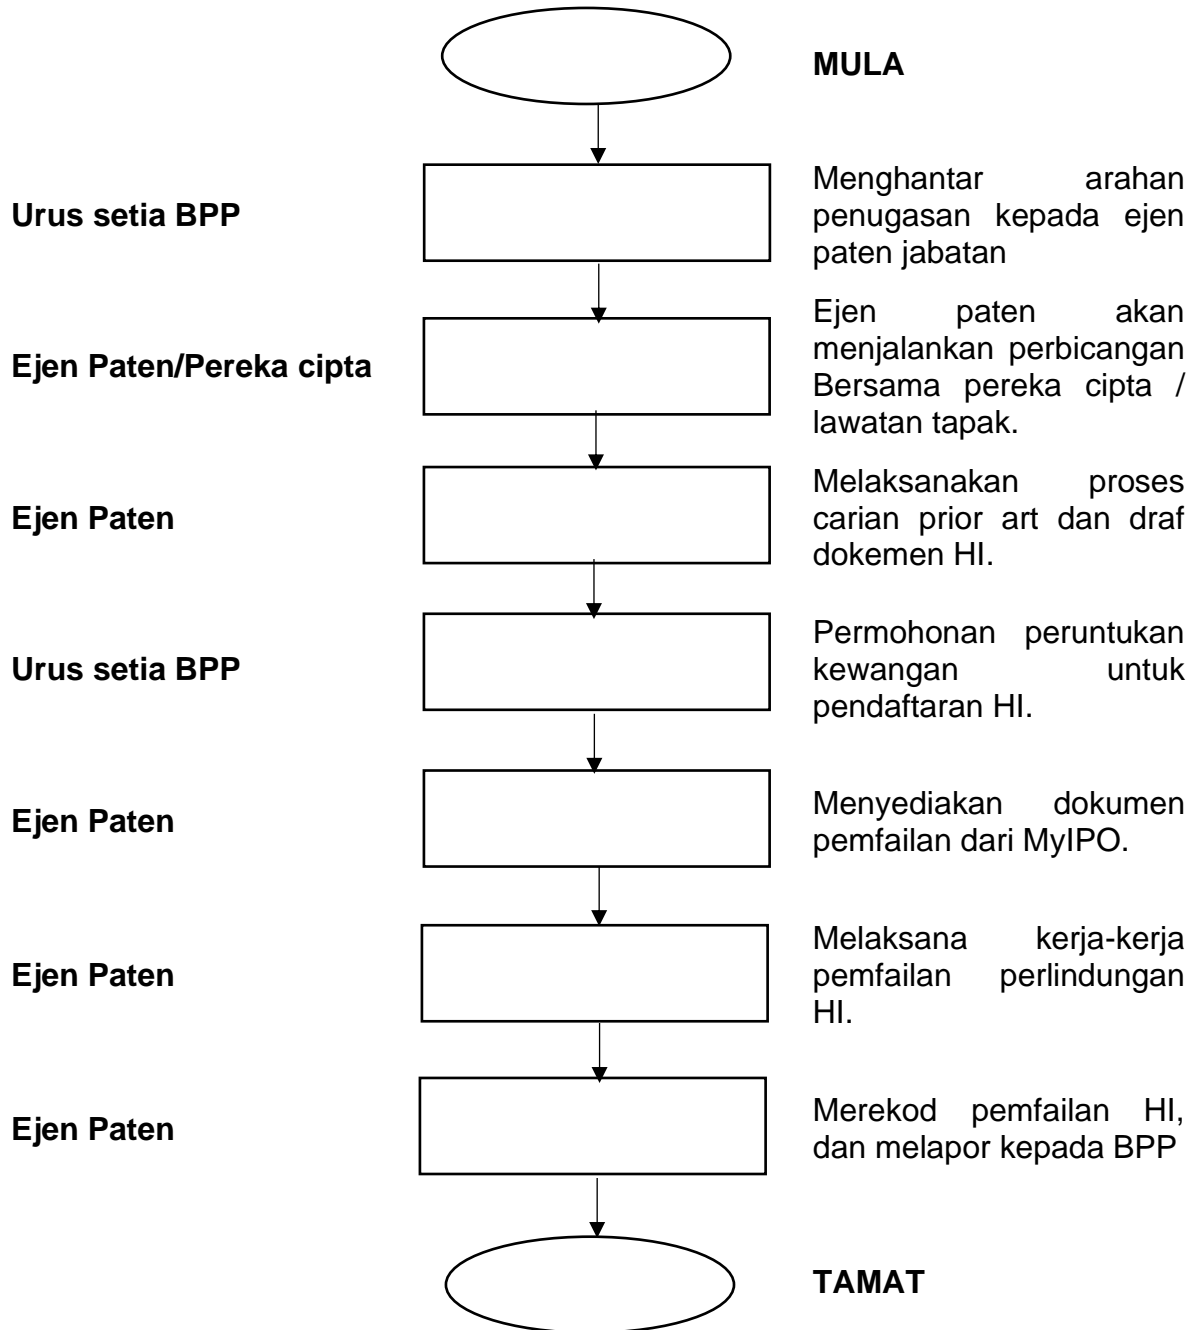 MULA
Urus setia BPP
Menghantar arahan
penugasan kepada ejen
paten jabatan
Ejen Paten/Pereka cipta
Ejen paten akan
menjalankan perbicangan
Bersama pereka cipta /
lawatan tapak.
Ejen Paten
Melaksanakan proses
carian prior art dan draf
dokemen HI.
Urus setia BPP
Permohonan peruntukan
kewangan untuk
pendaftaran HI.
Ejen Paten
Menyediakan dokumen
pemfailan dari MyIPO.
Ejen Paten
Melaksana kerja-kerja
pemfailan perlindungan
HI.
Ejen Paten
Merekod pemfailan HI,
dan melapor kepada BPP
TAMAT